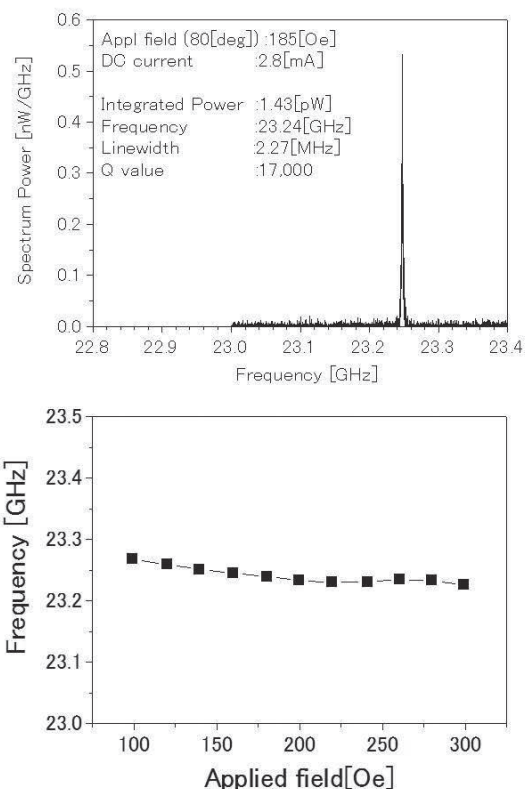 0.6
0.5
0.4
0.3
0.2
0.1
0.0
Spectrum Power [nW/GHz]
Appl field (80[deg]) :185[Oe]
DC current :2.8[mA]
Integrated Power :1.43[pW]
Frequency :23.24[GHz]
Linewidth :2.27[MHz]
Q value :17,000
22.8 22.9 23.0 23.1 23.2 23.3 23.4
Frequency [GHz]
23.5
23.4
23.3
23.2
23.1
23.0
Frequency [GHz]
100 150 200 250 300
Applied field[Oe]